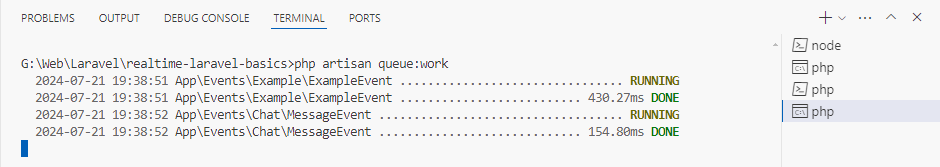 PROBLEMS OUTPUT DEBUG CONSOLE TERMINAL PORTS
G:\Web\Laravel\realtime-laravel-basics>php artisan queue:work
2024-07-21 19:38:51 App\Events\Example\ExampleEvent ................................ RUNNING
2024-07-21 19:38:51 App\Events\Example\ExampleEvent .......................... 430.27ms DONE
2024-07-21 19:38:52 App\Events\Chat\MessageEvent ................................... RUNNING
2024-07-21 19:38:52 App\Events\Chat\MessageEvent ............................. 154.80ms DONE
node
php
php
php